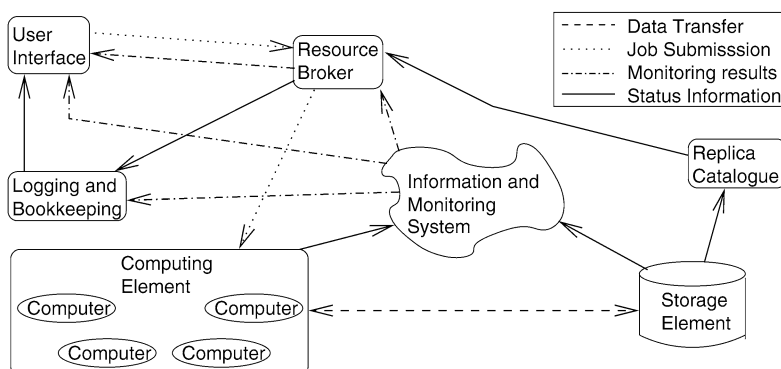 User
Interface
Resource
Broker
Data Transfer
Job Submisssion
Monitoring results
Status Information
Logging and
Bookkeeping
Information and
Monitoring
System
Replica
Catalogue
Computing
Element
Computer
Computer
Computer
Computer
Storage
Element